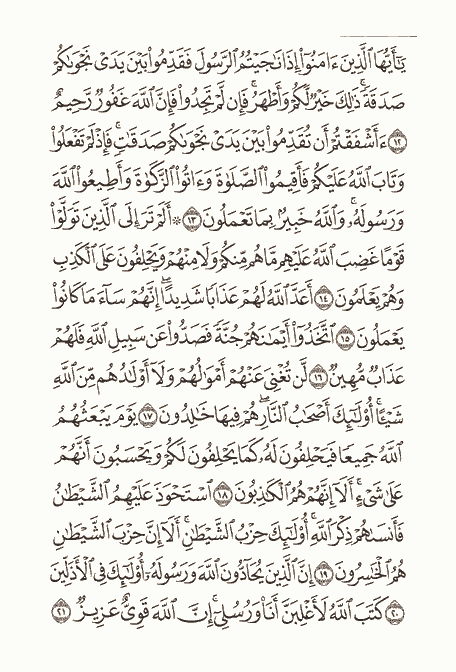 يَٰٓأَيُّهَا ٱلَّذِينَ ءَامَنُوٓا۟ إِذَا نَٰجَيْتُمُ ٱلرَّسُولَ فَقَدِّمُوا۟ بَيْنَ يَدَىْ نَجْوَىٰكُمْ
صَدَقَةً ۚ ذَٰلِكَ خَيْرٌ لَّكُمْ وَأَطْهَرُ ۚ فَإِن لَّمْ تَجِدُوا۟ فَإِنَّ ٱللَّهَ غَفُورٌ رَّحِيمٌ
١٢ ءَأَشْفَقْتُمْ أَن تُقَدِّمُوا۟ بَيْنَ يَدَىْ نَجْوَىٰكُمْ صَدَقَٰتٍ ۚ فَإِذْ لَمْ تَفْعَلُوا۟
وَتَابَ ٱللَّهُ عَلَيْكُمْ فَأَقِيمُوا۟ ٱلصَّلَوٰةَ وَءَاتُوا۟ ٱلزَّكَوٰةَ وَأَطِيعُوا۟ ٱللَّهَ
وَرَسُولَهُۥ ۚ وَٱللَّهُ خَبِيرٌۢ بِمَا تَعْمَلُونَ ١٣ ۞ أَلَمْ تَرَ إِلَى ٱلَّذِينَ تَوَلَّوْا۟
قَوْمًا غَضِبَ ٱللَّهُ عَلَيْهِم مَّا هُم مِّنكُمْ وَلَا مِنْهُمْ وَيَحْلِفُونَ عَلَى ٱلْكَذِبِ
وَهُمْ يَعْلَمُونَ ١٤ أَعَدَّ ٱللَّهُ لَهُمْ عَذَابًا شَدِيدًا ۖ إِنَّهُمْ سَآءَ مَا كَانُوا۟
يَعْمَلُونَ ١٥ ٱتَّخَذُوٓا۟ أَيْمَٰنَهُمْ جُنَّةً فَصَدُّوا۟ عَن سَبِيلِ ٱللَّهِ فَلَهُمْ
عَذَابٌ مُّهِينٌ ١٦ لَّن تُغْنِىَ عَنْهُمْ أَمْوَٰلُهُمْ وَلَآ أَوْلَٰدُهُم مِّنَ ٱللَّهِ
شَيْـًٔا ۚ أُو۟لَٰٓئِكَ أَصْحَٰبُ ٱلنَّارِ ۖ هُمْ فِيهَا خَٰلِدُونَ ١٧ يَوْمَ يَبْعَثُهُمُ
ٱللَّهُ جَمِيعًا فَيَحْلِفُونَ لَهُۥ كَمَا يَحْلِفُونَ لَكُمْ ۖ وَيَحْسَبُونَ أَنَّهُمْ
عَلَىٰ شَىْءٍ ۚ أَلَآ إِنَّهُمْ هُمُ ٱلْكَٰذِبُونَ ١٨ ٱسْتَحْوَذَ عَلَيْهِمُ ٱلشَّيْطَٰنُ
فَأَنسَىٰهُمْ ذِكْرَ ٱللَّهِ ۚ أُو۟لَٰٓئِكَ حِزْبُ ٱلشَّيْطَٰنِ ۚ أَلَآ إِنَّ حِزْبَ ٱلشَّيْطَٰنِ
هُمُ ٱلْخَٰسِرُونَ ١٩ إِنَّ ٱلَّذِينَ يُحَآدُّونَ ٱللَّهَ وَرَسُولَهُۥٓ أُو۟لَٰٓئِكَ فِى ٱلْأَذَلِّينَ
٢٠ كَتَبَ ٱللَّهُ لَأَغْلِبَنَّ أَنَا۠ وَرُسُلِىٓ ۚ إِنَّ ٱللَّهَ قَوِىٌّ عَزِيزٌ ٢١